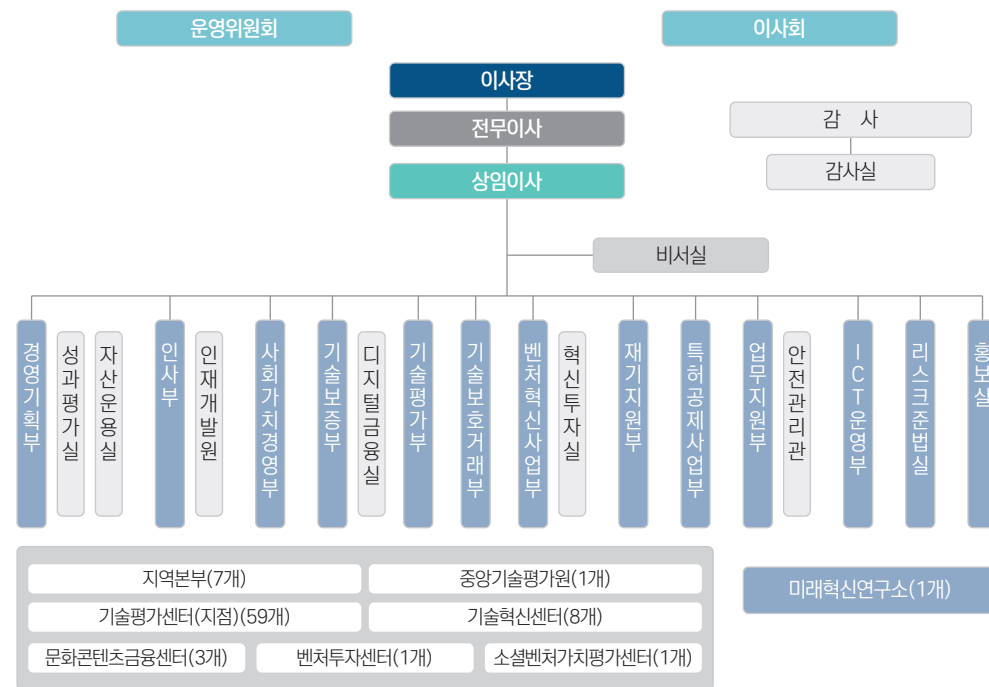 운영위원회
이사회
이사장
전무이사
감 사
상임이사
감사실
비서실
경영기획부
성과평가실
자산운용실
인사부
인재개발원
사회가치경영부
기술보증부
디지털금융실
기술평가부
기술보호거래부
벤처혁신사업부
혁신투자실
재기지원부
특허공제사업부
업무지원부
안전관리관
ICT운영부
리스크준법실
홍보실
지역본부(7개)
중앙기술평가원(1개)
기술평가센터(지점)(59개)
기술혁신센터(8개)
문화콘텐츠금융센터(3개)
벤처투자센터(1개)
소셜벤처가치평가센터(1개)
미래혁신연구소(1개)